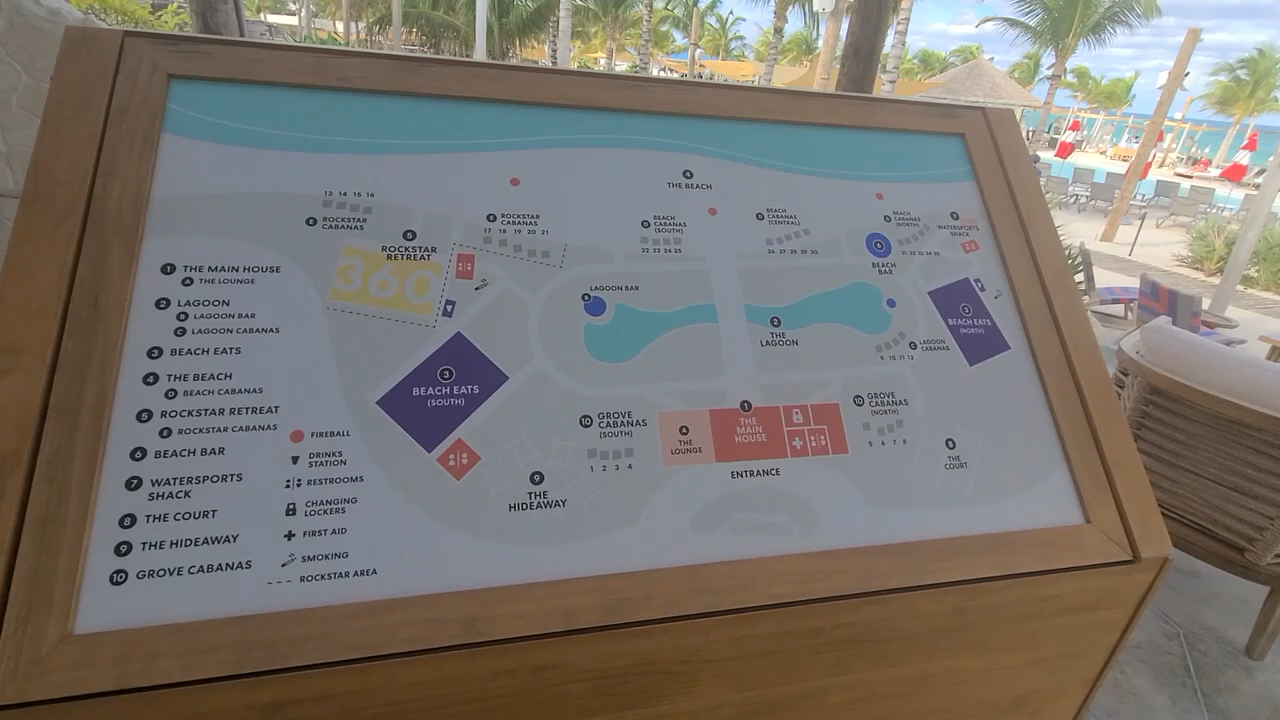 4
THE BEACH
13 14 15 16
E ROCKSTAR
CABANAS
5
ROCKSTAR
RETREAT
360
E ROCKSTAR
CABANAS
17 18 19 20 21
D BEACH
CABANAS
(SOUTH)
22 23 24 25
D BEACH
CABANAS
(CENTRAL)
26 27 28 29 30
BEACH
CABANAS
(NORTH)
6
BEACH
BAR
7
WATERSPORTS
SHACK
B LAGOON BAR
2
THE
LAGOON
C LAGOON
CABANAS
9 10 11 12
3
BEACH EATS
(NORTH)
3
BEACH EATS
(SOUTH)
10 GROVE
CABANAS
(SOUTH)
1 2 3 4
A
THE
LOUNGE
1
THE
MAIN
HOUSE
ENTRANCE
10 GROVE
CABANAS
(NORTH)
5 6 7 8
8
THE
COURT
9
THE
HIDEAWAY
1 THE MAIN HOUSE
A THE LOUNGE
2 LAGOON
B LAGOON BAR
C LAGOON CABANAS
3 BEACH EATS
4 THE BEACH
D BEACH CABANAS
5 ROCKSTAR RETREAT
E ROCKSTAR CABANAS
6 BEACH BAR
7 WATERSPORTS
SHACK
8 THE COURT
9 THE HIDEAWAY
10 GROVE CABANAS
FIREBALL
DRINKS
STATION
RESTROOMS
CHANGING
LOCKERS
FIRST AID
SMOKING
ROCKSTAR AREA